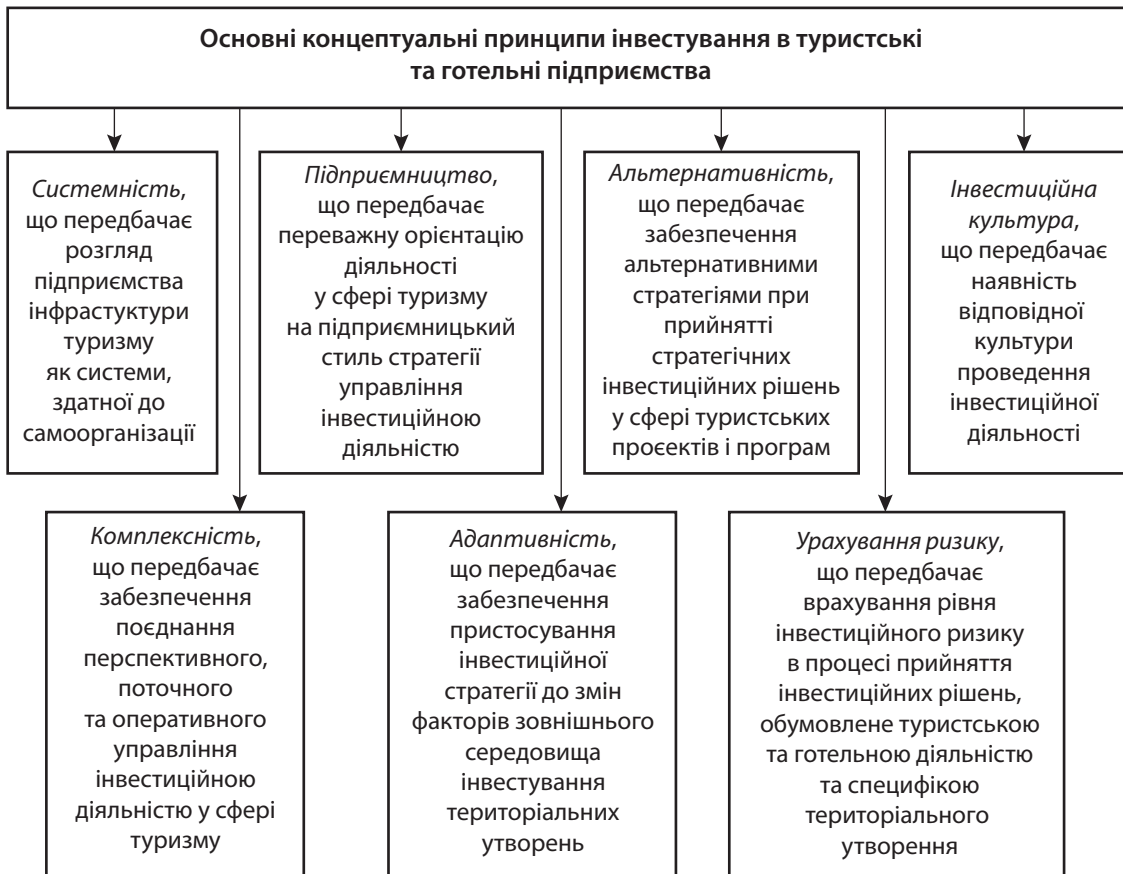 Основні концептуальні принципи інвестування в туристські
та готельні підприємства
Системність,
що передбачає
розгляд
підприємства
інфрастуктури
туризму
як системи,
здатної до
самоорганізації
Підприємництво,
що передбачає
переважну орієнтацію
діяльності
у сфері туризму
на підприємницький
стиль стратегії
управління
інвестиційною
діяльністю
Альтернативність,
що передбачає
забезпечення
альтернативними
стратегіями при
прийнятті
стратегічних
інвестиційних рішень
у сфері туристських
проєектів і програм
Інвестиційна
культура,
що передбачає
наявність
відповідної
культури
проведення
інвестиційної
діяльності
Комплексність,
що передбачає
забезпечення
поєднання
перспективного,
поточного
та оперативного
управління
інвестиційною
діяльністю у сфері
туризму
Адаптивність,
що передбачає
забезпечення
пристосування
інвестиційної
стратегії до змін
факторів зовнішнього
середовища
інвестування
територіальних
утворень
Урахування ризику,
що передбачає
врахування рівня
інвестиційного ризику
в процесі прийняття
інвестиційних рішень,
обумовлене туристською
та готельною діяльністю
та специфікою
територіального
утворення